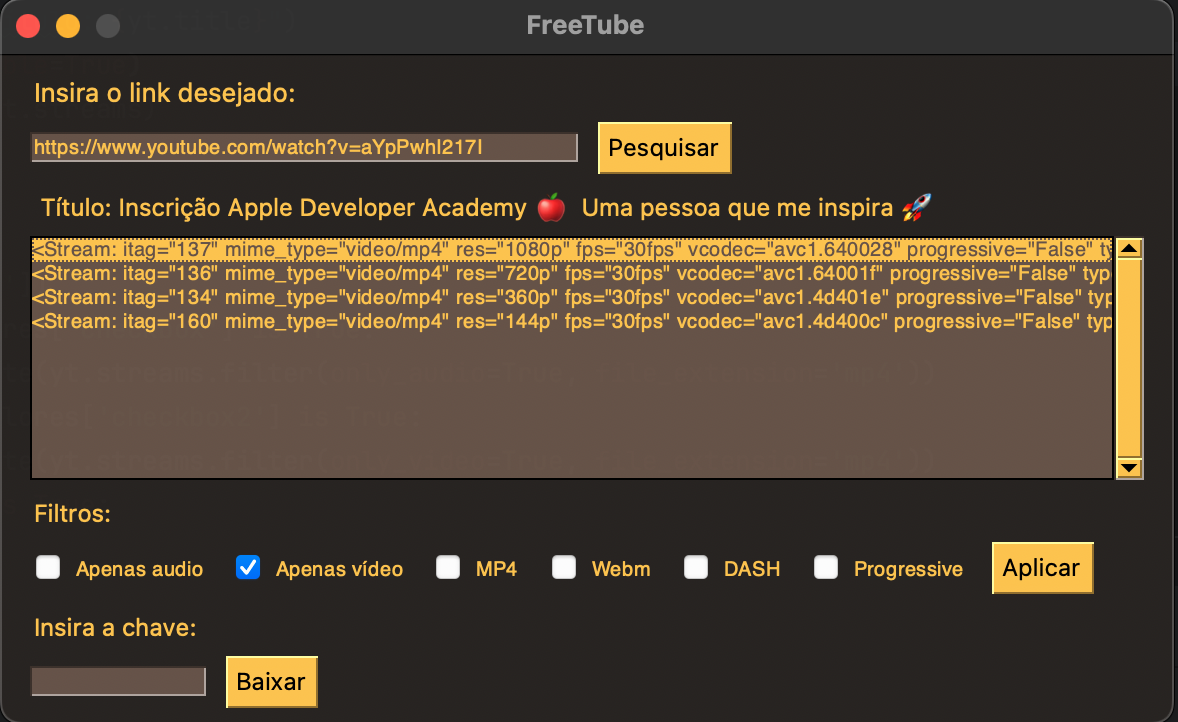 FreeTube
Insira o link desejado:
https://www.youtube.com/watch?v=aYpPwhI217I
Pesquisar
Título: Inscrição Apple Developer Academy 🍎 Uma pessoa que me inspira 🚀
<Stream: itag="137" mime_type="video/mp4" res="1080p" fps="30fps" vcodec="avc1.640028" progressive="False" ty
<Stream: itag="136" mime_type="video/mp4" res="720p" fps="30fps" vcodec="avc1.64001f" progressive="False" type
<Stream: itag="134" mime_type="video/mp4" res="360p" fps="30fps" vcodec="avc1.4d401e" progressive="False" typ
<Stream: itag="160" mime_type="video/mp4" res="144p" fps="30fps" vcodec="avc1.4d400c" progressive="False" typ
Filtros:
Apenas audio Apenas vídeo MP4 Webm DASH Progressive Aplicar
Insira a chave:
Baixar